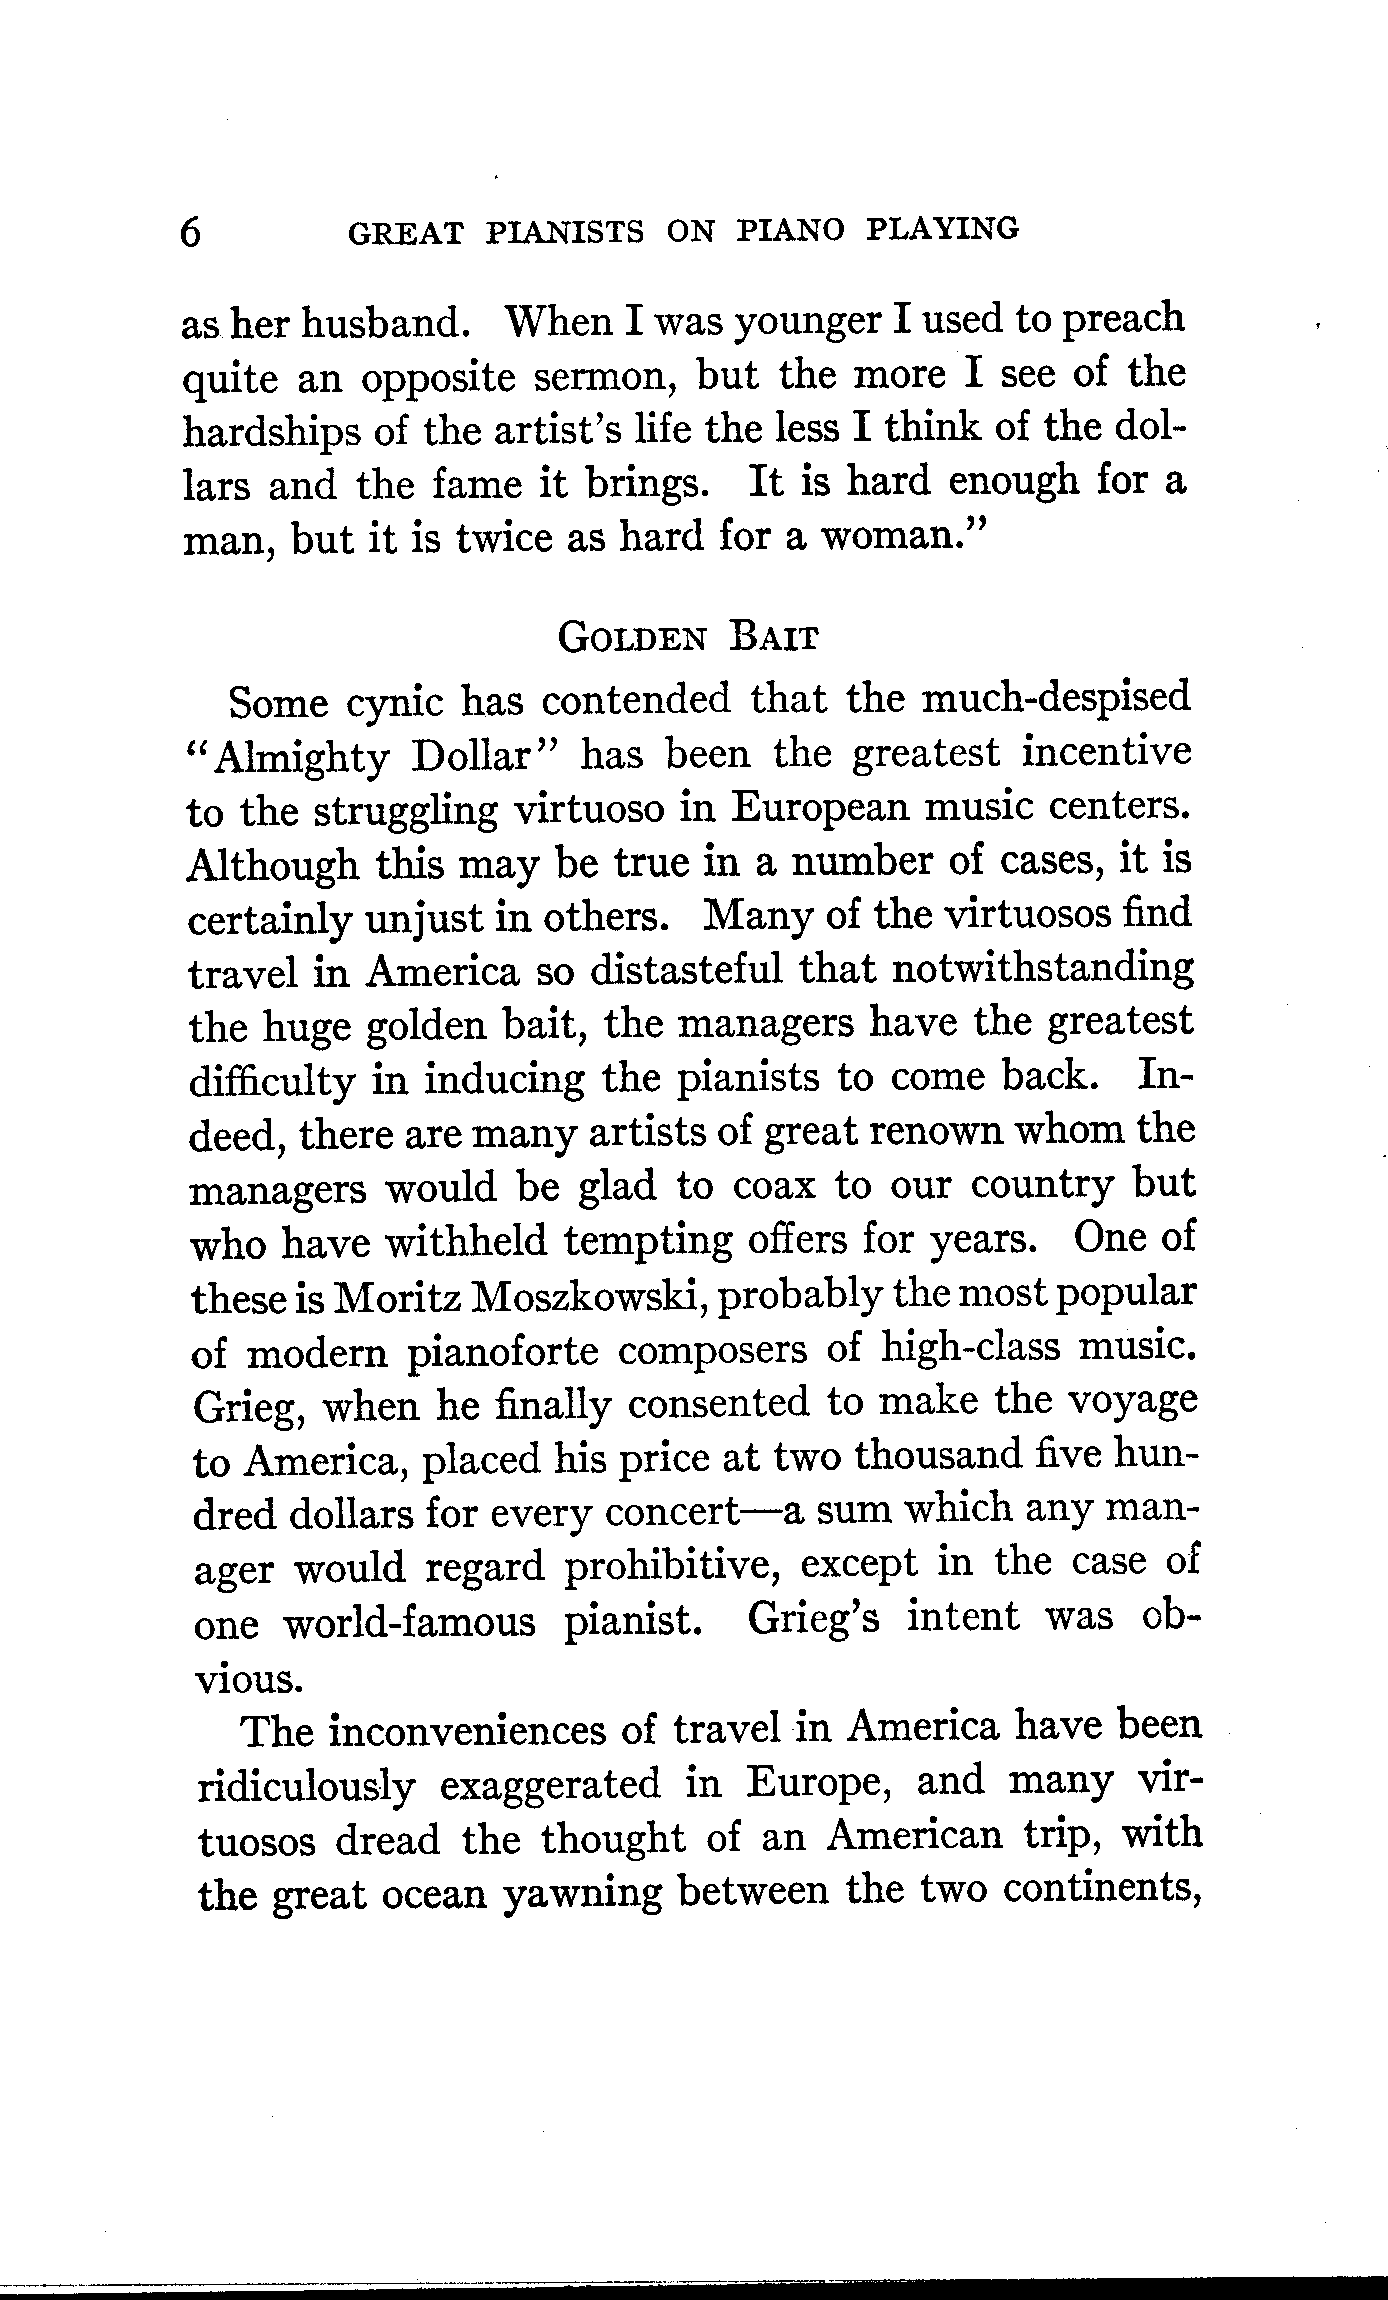 6 GREAT PIANISTS ON PIANO PLAYING
as her husband. When I was younger I used to preach
quite an opposite sermon, but the more I see of the
hardships of the artist's life the less I think of the dol-
lars and the fame it brings. It is hard enough for a
man, but it is twice as hard for a woman."
GOLDEN BAIT
Some cynic has contended that the much-despised
"Almighty Dollar" has been the greatest incentive
to the struggling virtuoso in European music centers.
Although this may be true in a number of cases, it is
certainly unjust in others. Many of the virtuosos find
travel in America so distasteful that notwithstanding
the huge golden bait, the managers have the greatest
difficulty in inducing the pianists to come back. In-
deed, there are many artists of great renown whom the
managers would be glad to coax to our country but
who have withheld tempting offers for years. One of
these is Moritz Moszkowski, probably the most popular
of modern pianoforte composers of high-class music.
Grieg, when he finally consented to make the voyage
to America, placed his price at two thousand five hun-
dred dollars for every concert—a sum which any man-
ager would regard prohibitive, except in the case of
one world-famous pianist. Grieg's intent was ob-
vious.
The inconveniences of travel in America have been
ridiculously exaggerated in Europe, and many vir-
tuosos dread the thought of an American trip, with
the great ocean yawning between the two continents,